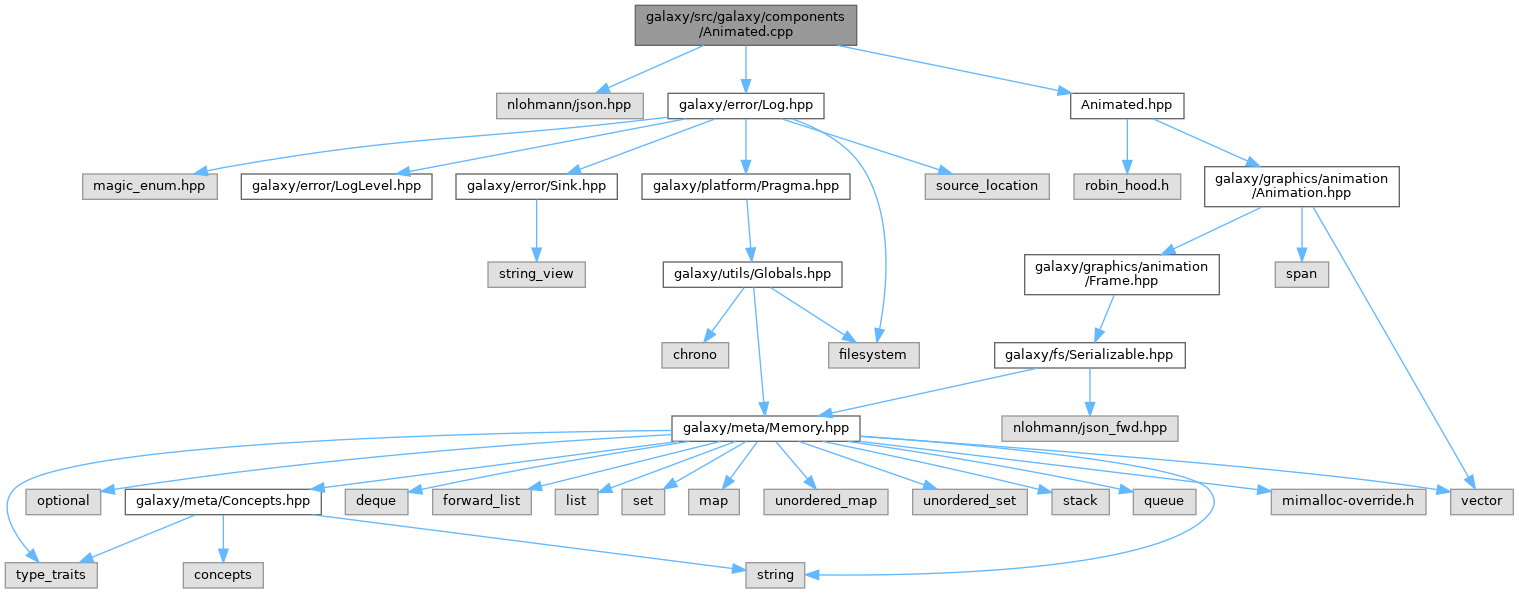 galaxy/src/galaxy/components
/Animated.cpp
nlohmann/json.hpp
galaxy/error/Log.hpp
Animated.hpp
magic_enum.hpp
galaxy/error/LogLevel.hpp
galaxy/error/Sink.hpp
galaxy/platform/Pragma.hpp
source_location
robin_hood.h
galaxy/graphics/animation
/Animation.hpp
string_view
galaxy/utils/Globals.hpp
galaxy/graphics/animation
/Frame.hpp
span
chrono
filesystem
galaxy/fs/Serializable.hpp
galaxy/meta/Memory.hpp
nlohmann/json_fwd.hpp
optional
galaxy/meta/Concepts.hpp
deque
forward_list
list
set
map
unordered_map
unordered_set
stack
queue
mimalloc-override.h
vector
type_traits
concepts
string